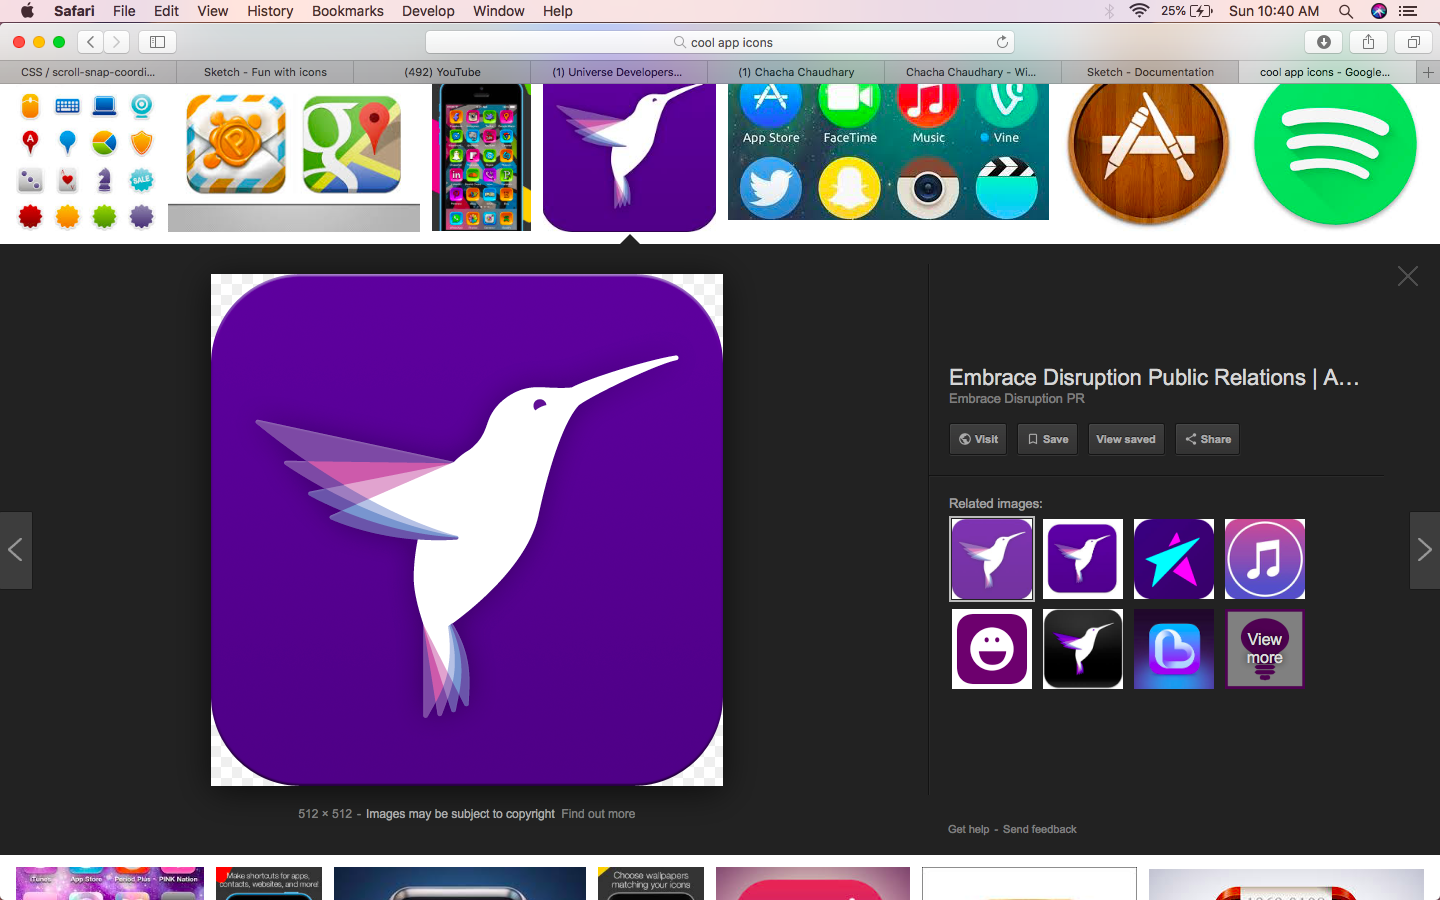 Safari File Edit View History Bookmarks Develop Window Help 25% Sun 10:40 AM
cool app icons
CSS / scroll-snap-coordi... Sketch - Fun with icons (492) YouTube (1) Universe Developers... (1) Chacha Chaudhary Chacha Chaudhary - Wi... Sketch - Documentation cool app icons - Google...
A
SALE
g
in
App Store FaceTime Music Vine
Embrace Disruption Public Relations | A...
Embrace Disruption PR
Visit Save View saved Share
Related images:
View
more
512 × 512 - Images may be subject to copyright Find out more
Get help - Send feedback
iTunes App Store Period Plus PINK Nation
Make shortcuts for apps,
contacts, websites, and more!
Choose wallpapers
matching your icons